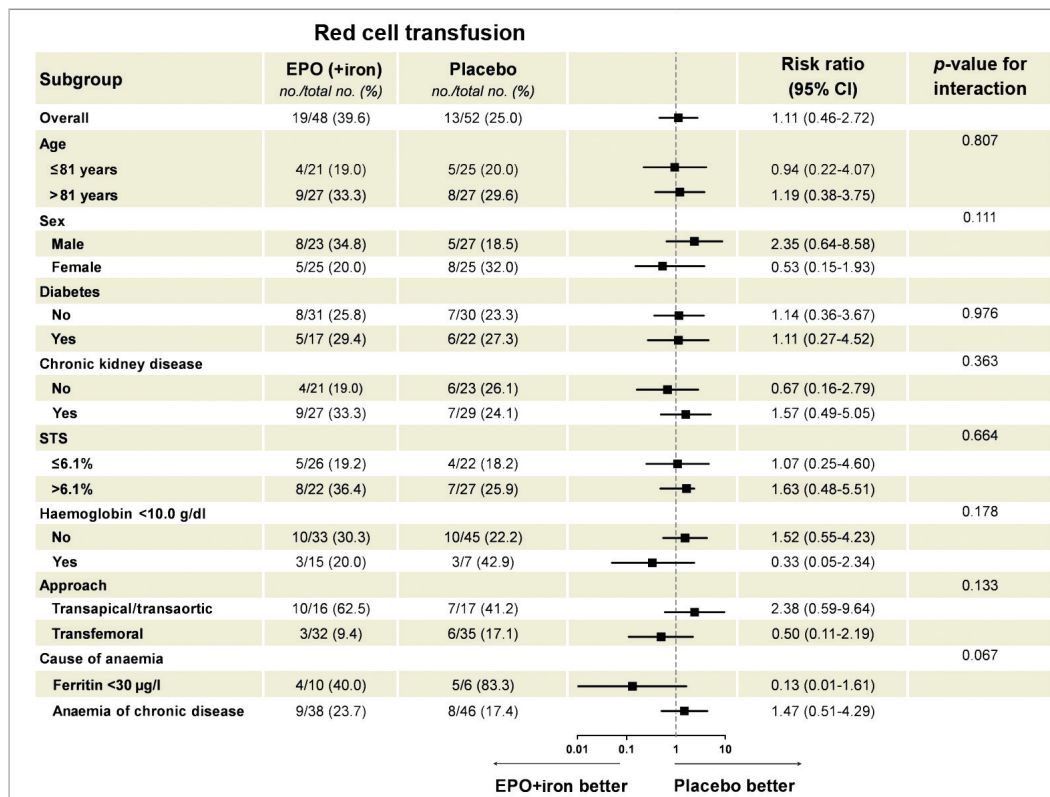 Red cell transfusion
Subgroup EPO (+iron) no./total no. (%) Placebo no./total no. (%) Risk ratio (95% CI) p-value for interaction
Overall 19/48 (39.6) 13/52 (25.0) 1.11 (0.46-2.72)
Age 0.807
≤81 years 4/21 (19.0) 5/25 (20.0) 0.94 (0.22-4.07)
>81 years 9/27 (33.3) 8/27 (29.6) 1.19 (0.38-3.75)
Sex 0.111
Male 8/23 (34.8) 5/27 (18.5) 2.35 (0.64-8.58)
Female 5/25 (20.0) 8/25 (32.0) 0.53 (0.15-1.93)
Diabetes
No 8/31 (25.8) 7/30 (23.3) 1.14 (0.36-3.67) 0.976
Yes 5/17 (29.4) 6/22 (27.3) 1.11 (0.27-4.52)
Chronic kidney disease 0.363
No 4/21 (19.0) 6/23 (26.1) 0.67 (0.16-2.79)
Yes 9/27 (33.3) 7/29 (24.1) 1.57 (0.49-5.05)
STS 0.664
≤6.1% 5/26 (19.2) 4/22 (18.2) 1.07 (0.25-4.60)
>6.1% 8/22 (36.4) 7/27 (25.9) 1.63 (0.48-5.51)
Haemoglobin <10.0 g/dl 0.178
No 10/33 (30.3) 10/45 (22.2) 1.52 (0.55-4.23)
Yes 3/15 (20.0) 3/7 (42.9) 0.33 (0.05-2.34)
Approach 0.133
Transapical/transaortic 10/16 (62.5) 7/17 (41.2) 2.38 (0.59-9.64)
Transfemoral 3/32 (9.4) 6/35 (17.1) 0.50 (0.11-2.19)
Cause of anaemia 0.067
Ferritin <30 µg/l 4/10 (40.0) 5/6 (83.3) 0.13 (0.01-1.61)
Anaemia of chronic disease 9/38 (23.7) 8/46 (17.4) 1.47 (0.51-4.29)
0.01 0.1 1 10
EPO+iron better Placebo better